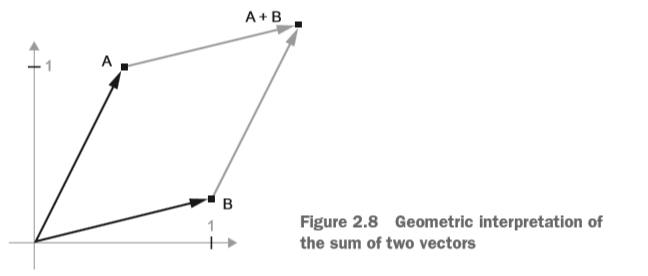 A + B
A
1
B
1
Figure 2.8 Geometric interpretation of
the sum of two vectors